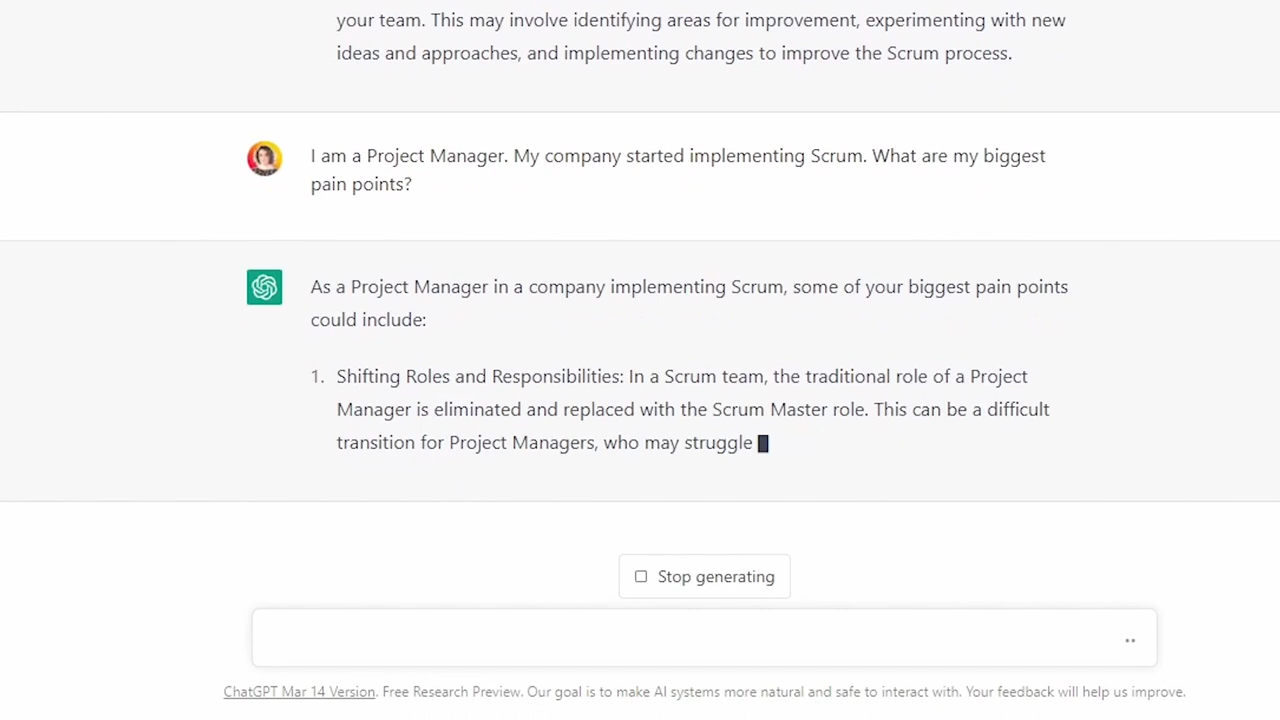 your team. This may involve identifying areas for improvement, experimenting with new
ideas and approaches, and implementing changes to improve the Scrum process.
I am a Project Manager. My company started implementing Scrum. What are my biggest
pain points?
As a Project Manager in a company implementing Scrum, some of your biggest pain points
could include:
1. Shifting Roles and Responsibilities: In a Scrum team, the traditional role of a Project
Manager is eliminated and replaced with the Scrum Master role. This can be a difficult
transition for Project Managers, who may struggle
Stop generating
ChatGPT Mar 14 Version. Free Research Preview. Our goal is to make AI systems more natural and safe to interact with. Your feedback will help us improve.